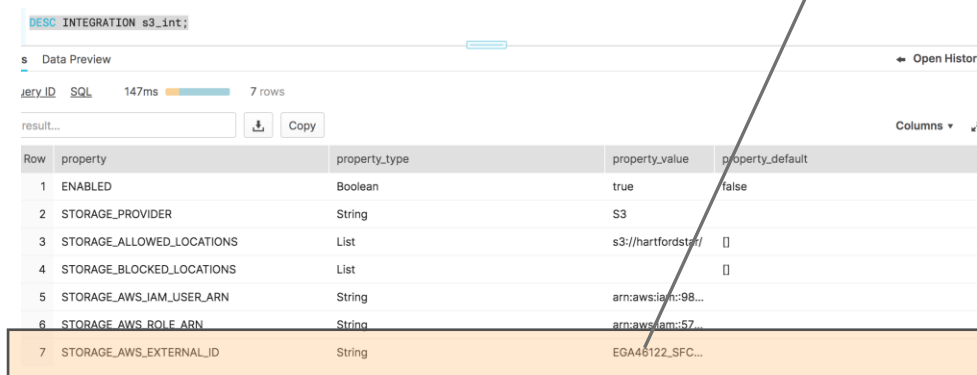 DESC INTEGRATION s3_int;
s Data Preview Open Histor
uery ID SQL 147ms 7 rows
result... Copy Columns
Row property property_type property_value property_default
1 ENABLED Boolean true false
2 STORAGE_PROVIDER String S3
3 STORAGE_ALLOWED_LOCATIONS List s3://hartfordstar/ []
4 STORAGE_BLOCKED_LOCATIONS List []
5 STORAGE_AWS_IAM_USER_ARN String arn:aws:iam::98...
6 STORAGE_AWS_ROLE_ARN String arn:aws:iam::57...
7 STORAGE_AWS_EXTERNAL_ID String EGA46122_SFC...